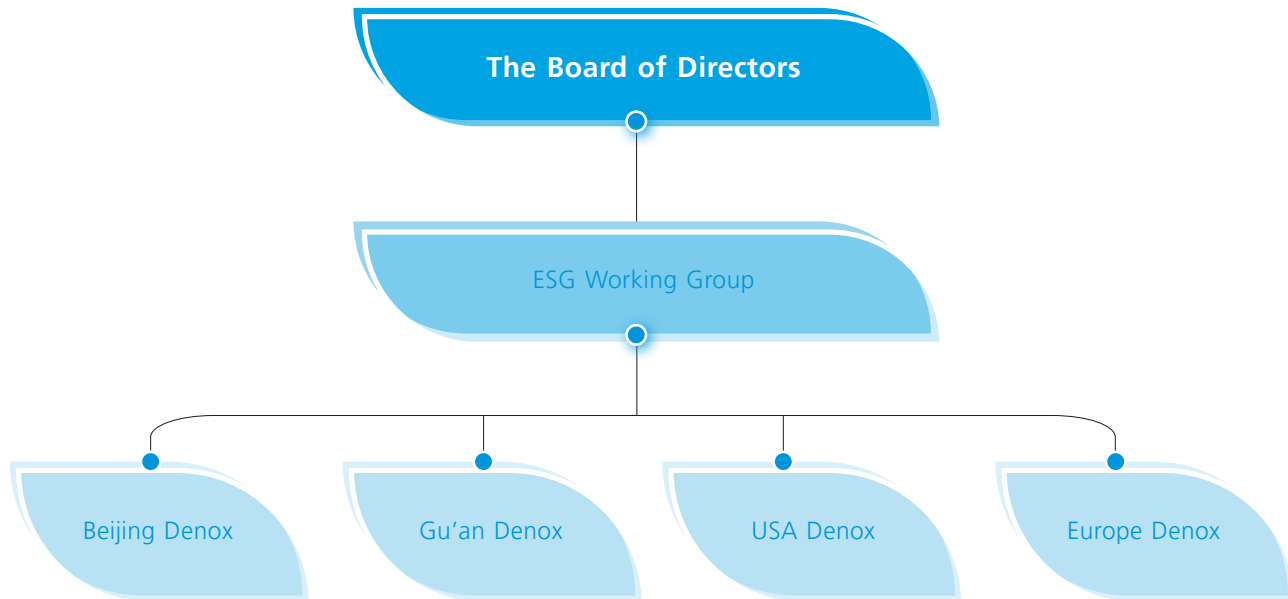 The Board of Directors
ESG Working Group
Beijing Denox
Gu’an Denox
USA Denox
Europe Denox